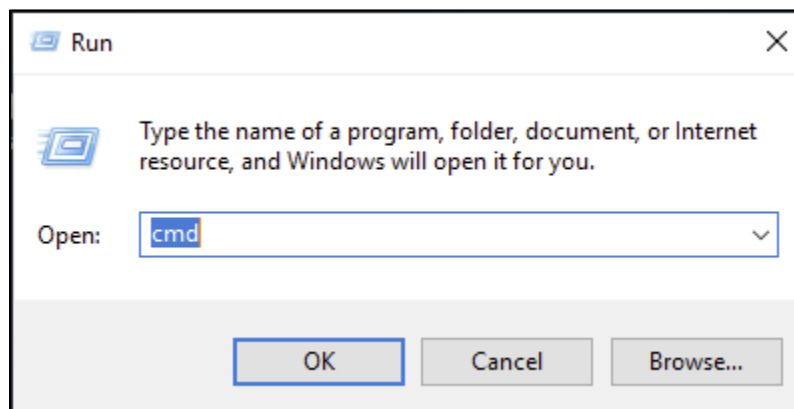 Run
Type the name of a program, folder, document, or Internet
resource, and Windows will open it for you.
Open: cmd
OK Cancel Browse...